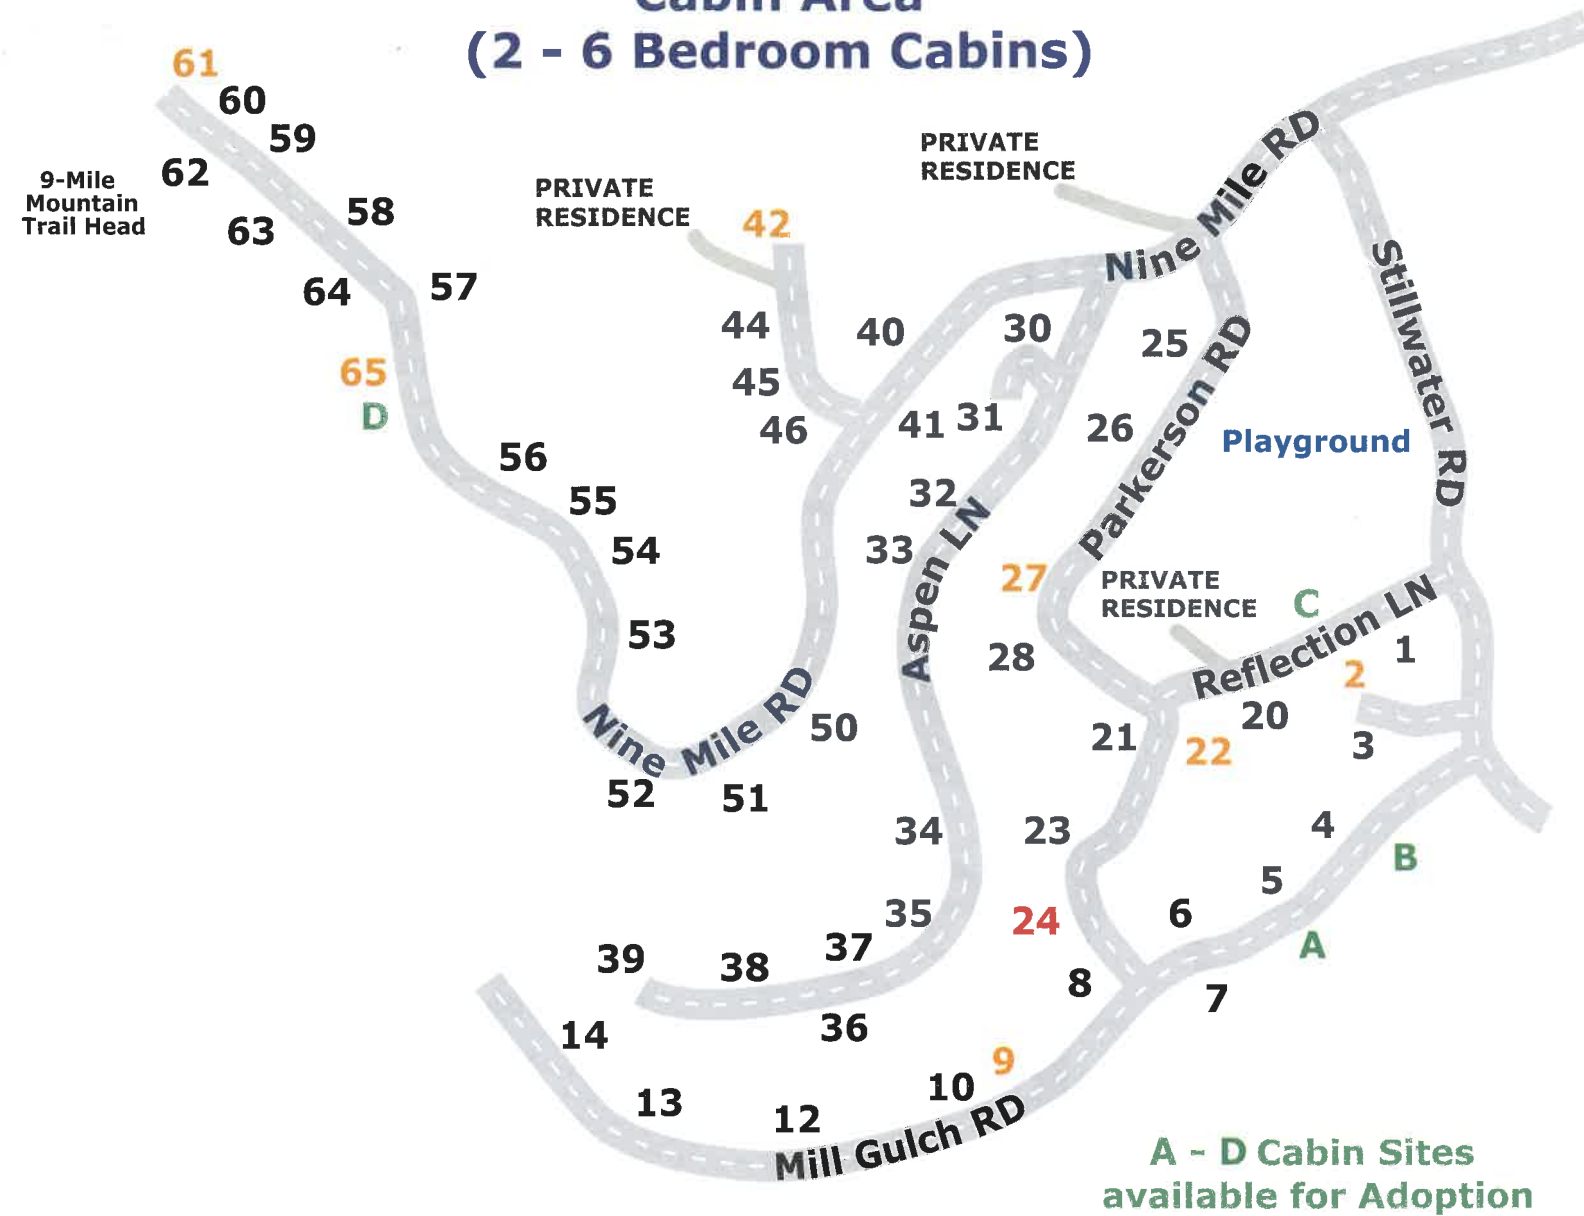 Cabin Area
(2 - 6 Bedroom Cabins)
61
60
59
62
9-Mile
Mountain
Trail Head
63
58
64
57
65
D
56
55
54
53
52
51
50
Nine Mile RD
PRIVATE
RESIDENCE
42
44
45
46
40
41
PRIVATE
RESIDENCE
Nine Mile RD
30
31
32
33
Aspen LN
34
35
37
38
39
36
25
26
27
28
Parkerson RD
Playground
Stillwater RD
PRIVATE
RESIDENCE
C
Reflection LN
1
2
3
20
21
22
23
24
4
5
6
B
A
7
8
9
10
12
13
14
Mill Gulch RD
A - D Cabin Sites
available for Adoption